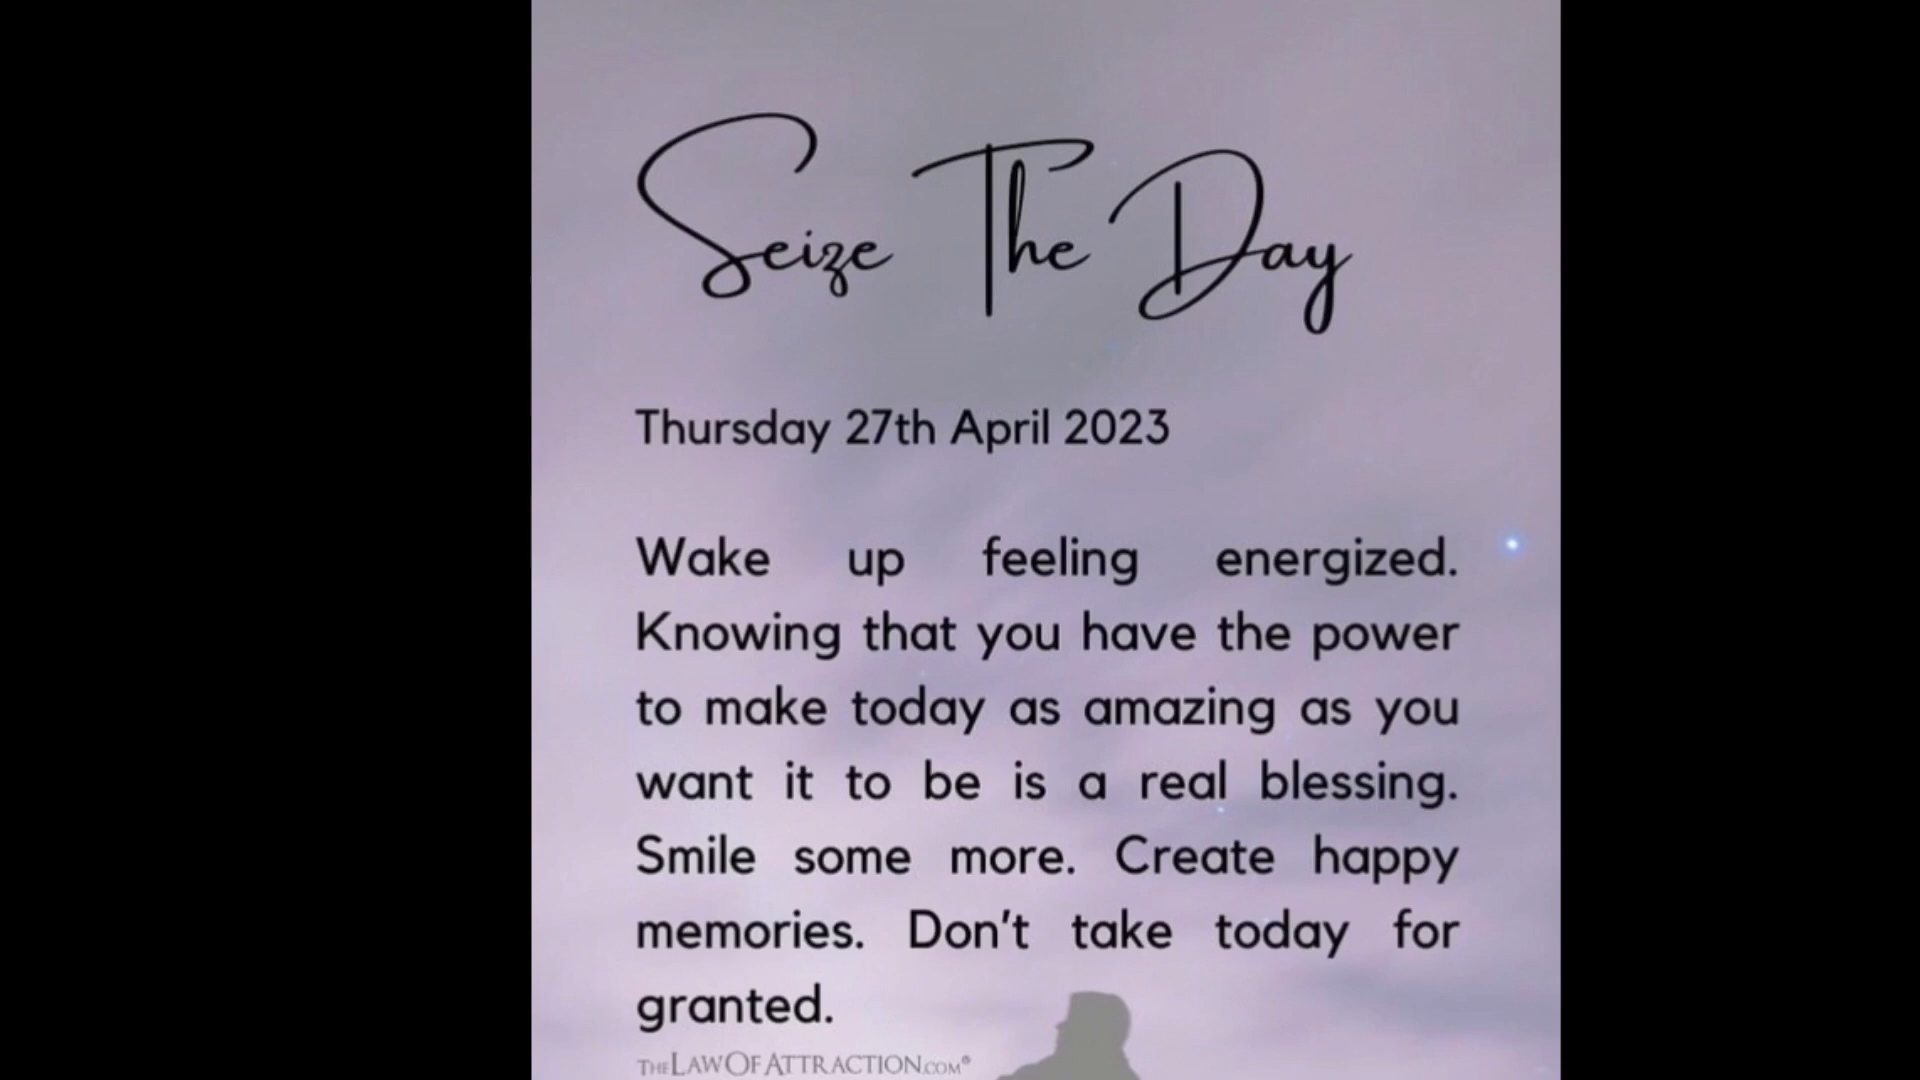 Seize The Day
Thursday 27th April 2023
Wake up feeling energized.
Knowing that you have the power
to make today as amazing as you
want it to be is a real blessing.
Smile some more. Create happy
memories. Don't take today for
granted.
THELAWOFATTRACTION.COM®